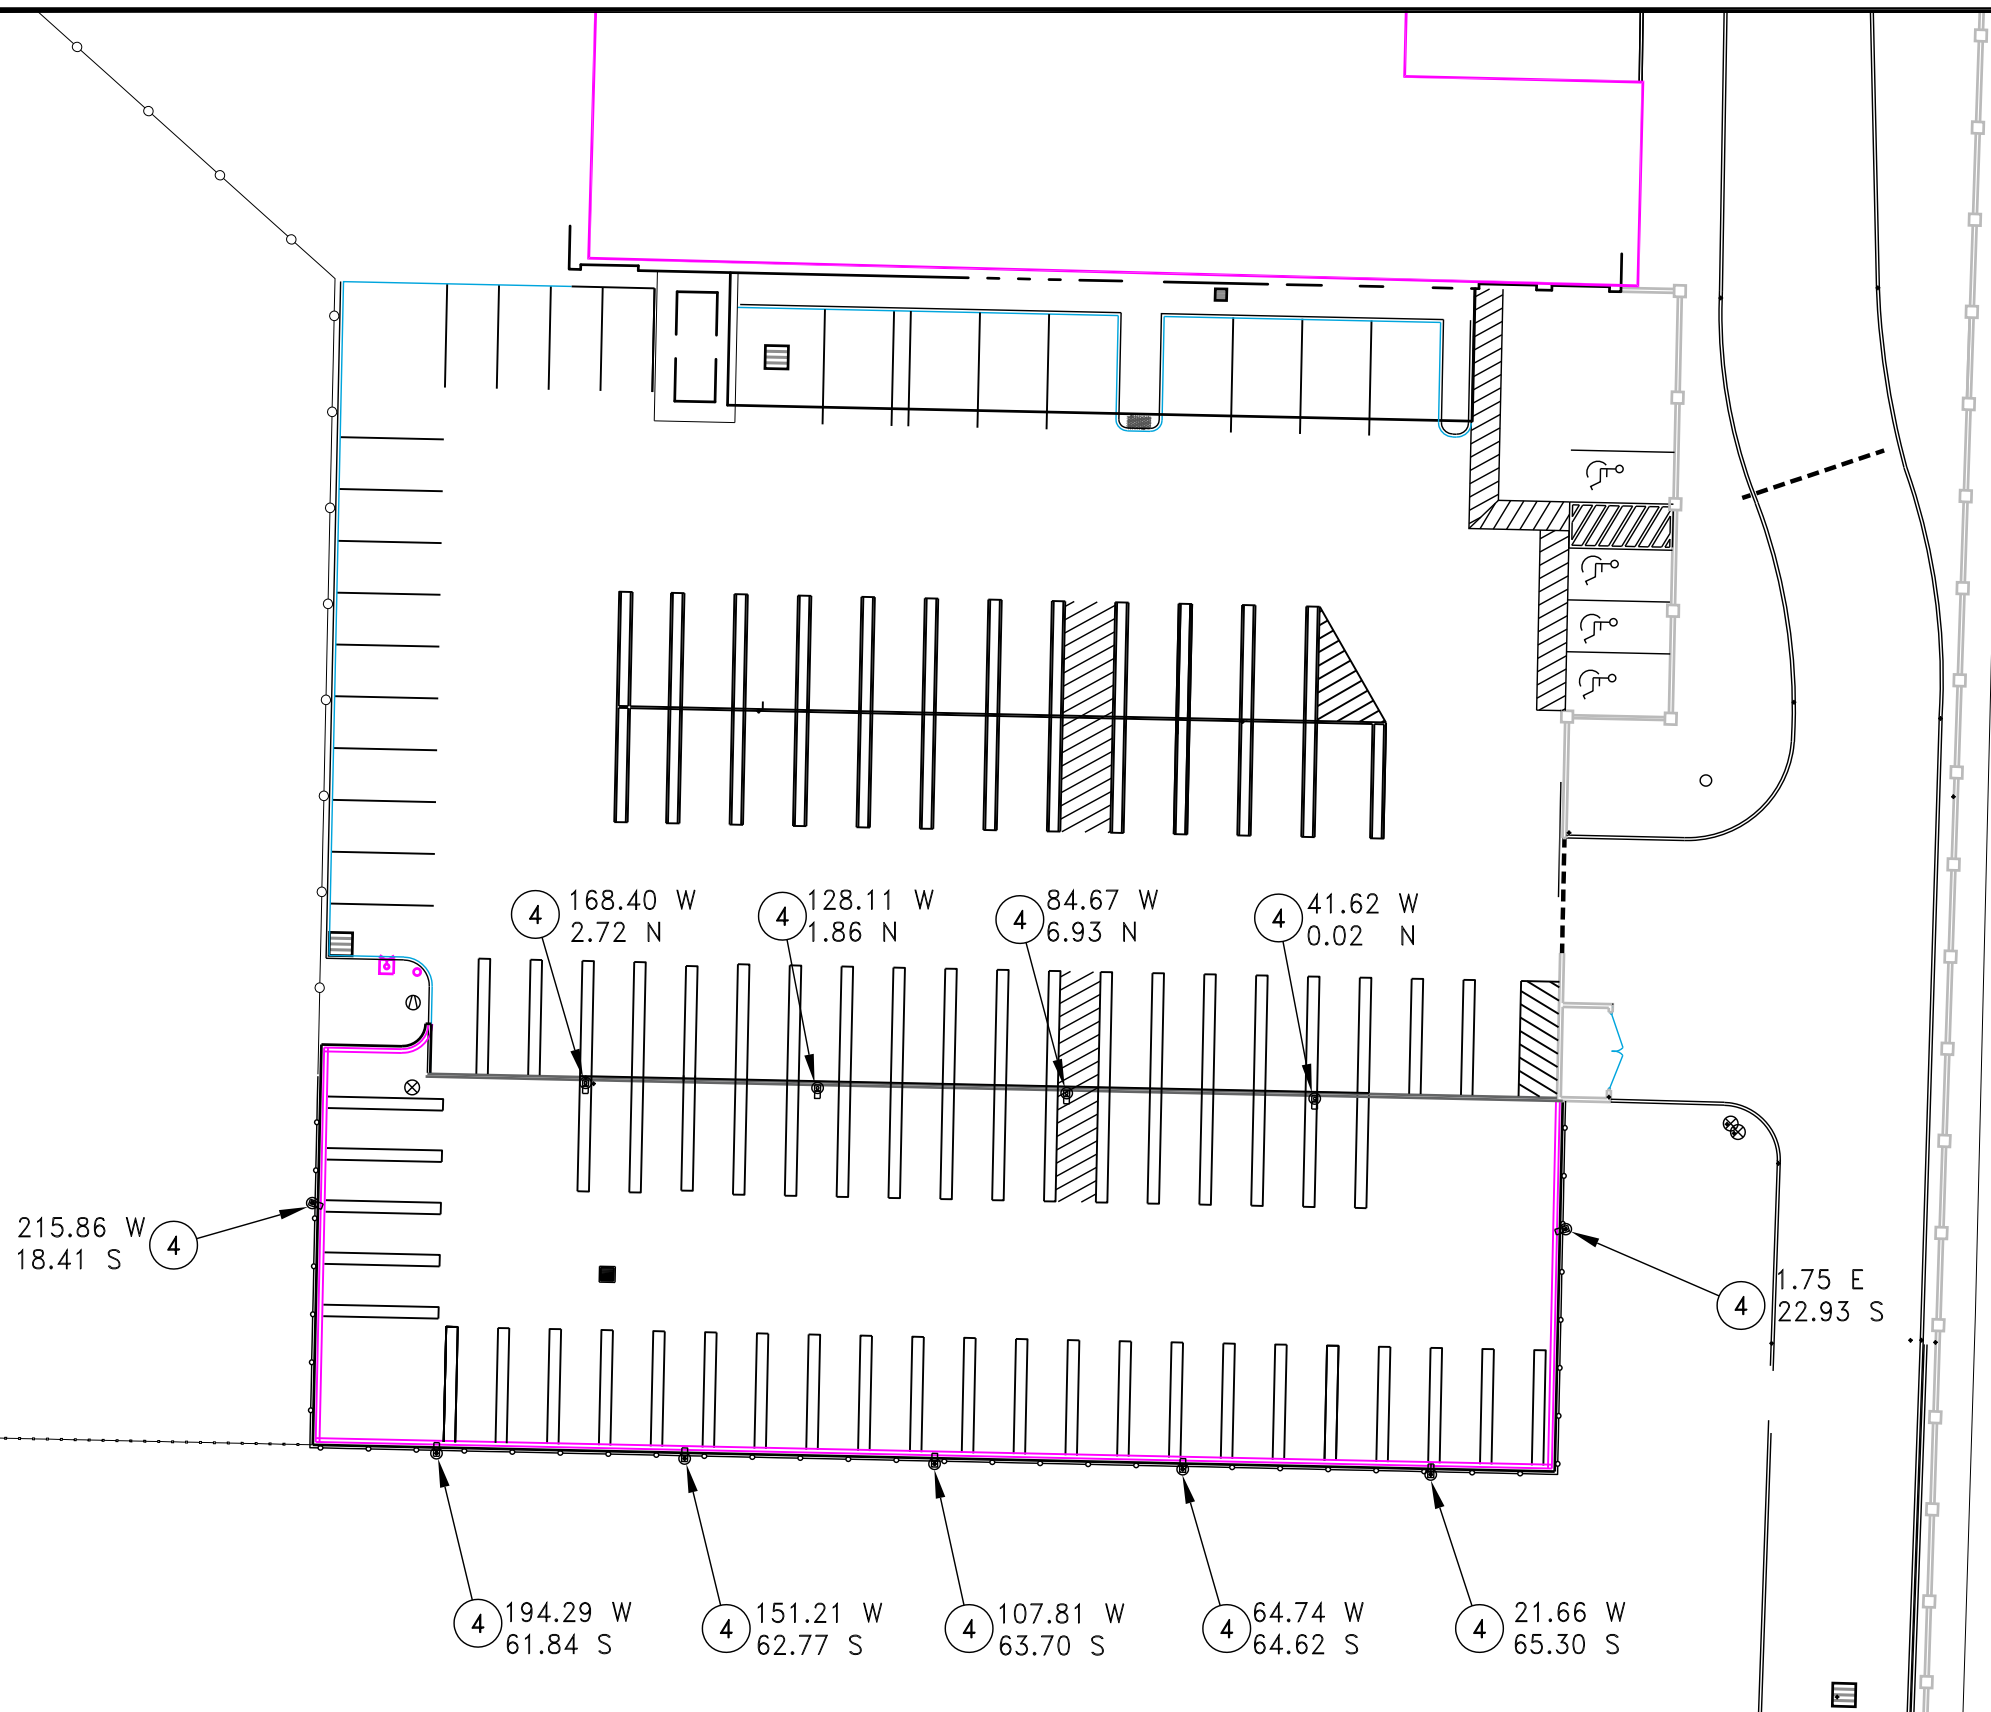 4
168.40 W
2.72 N
4
128.11 W
1.86 N
4
84.67 W
6.93 N
4
41.62 W
0.02 N
215.86 W
18.41 S
4
4
1.75 E
22.93 S
4
194.29 W
61.84 S
4
151.21 W
62.77 S
4
107.81 W
63.70 S
4
64.74 W
64.62 S
4
21.66 W
65.30 S